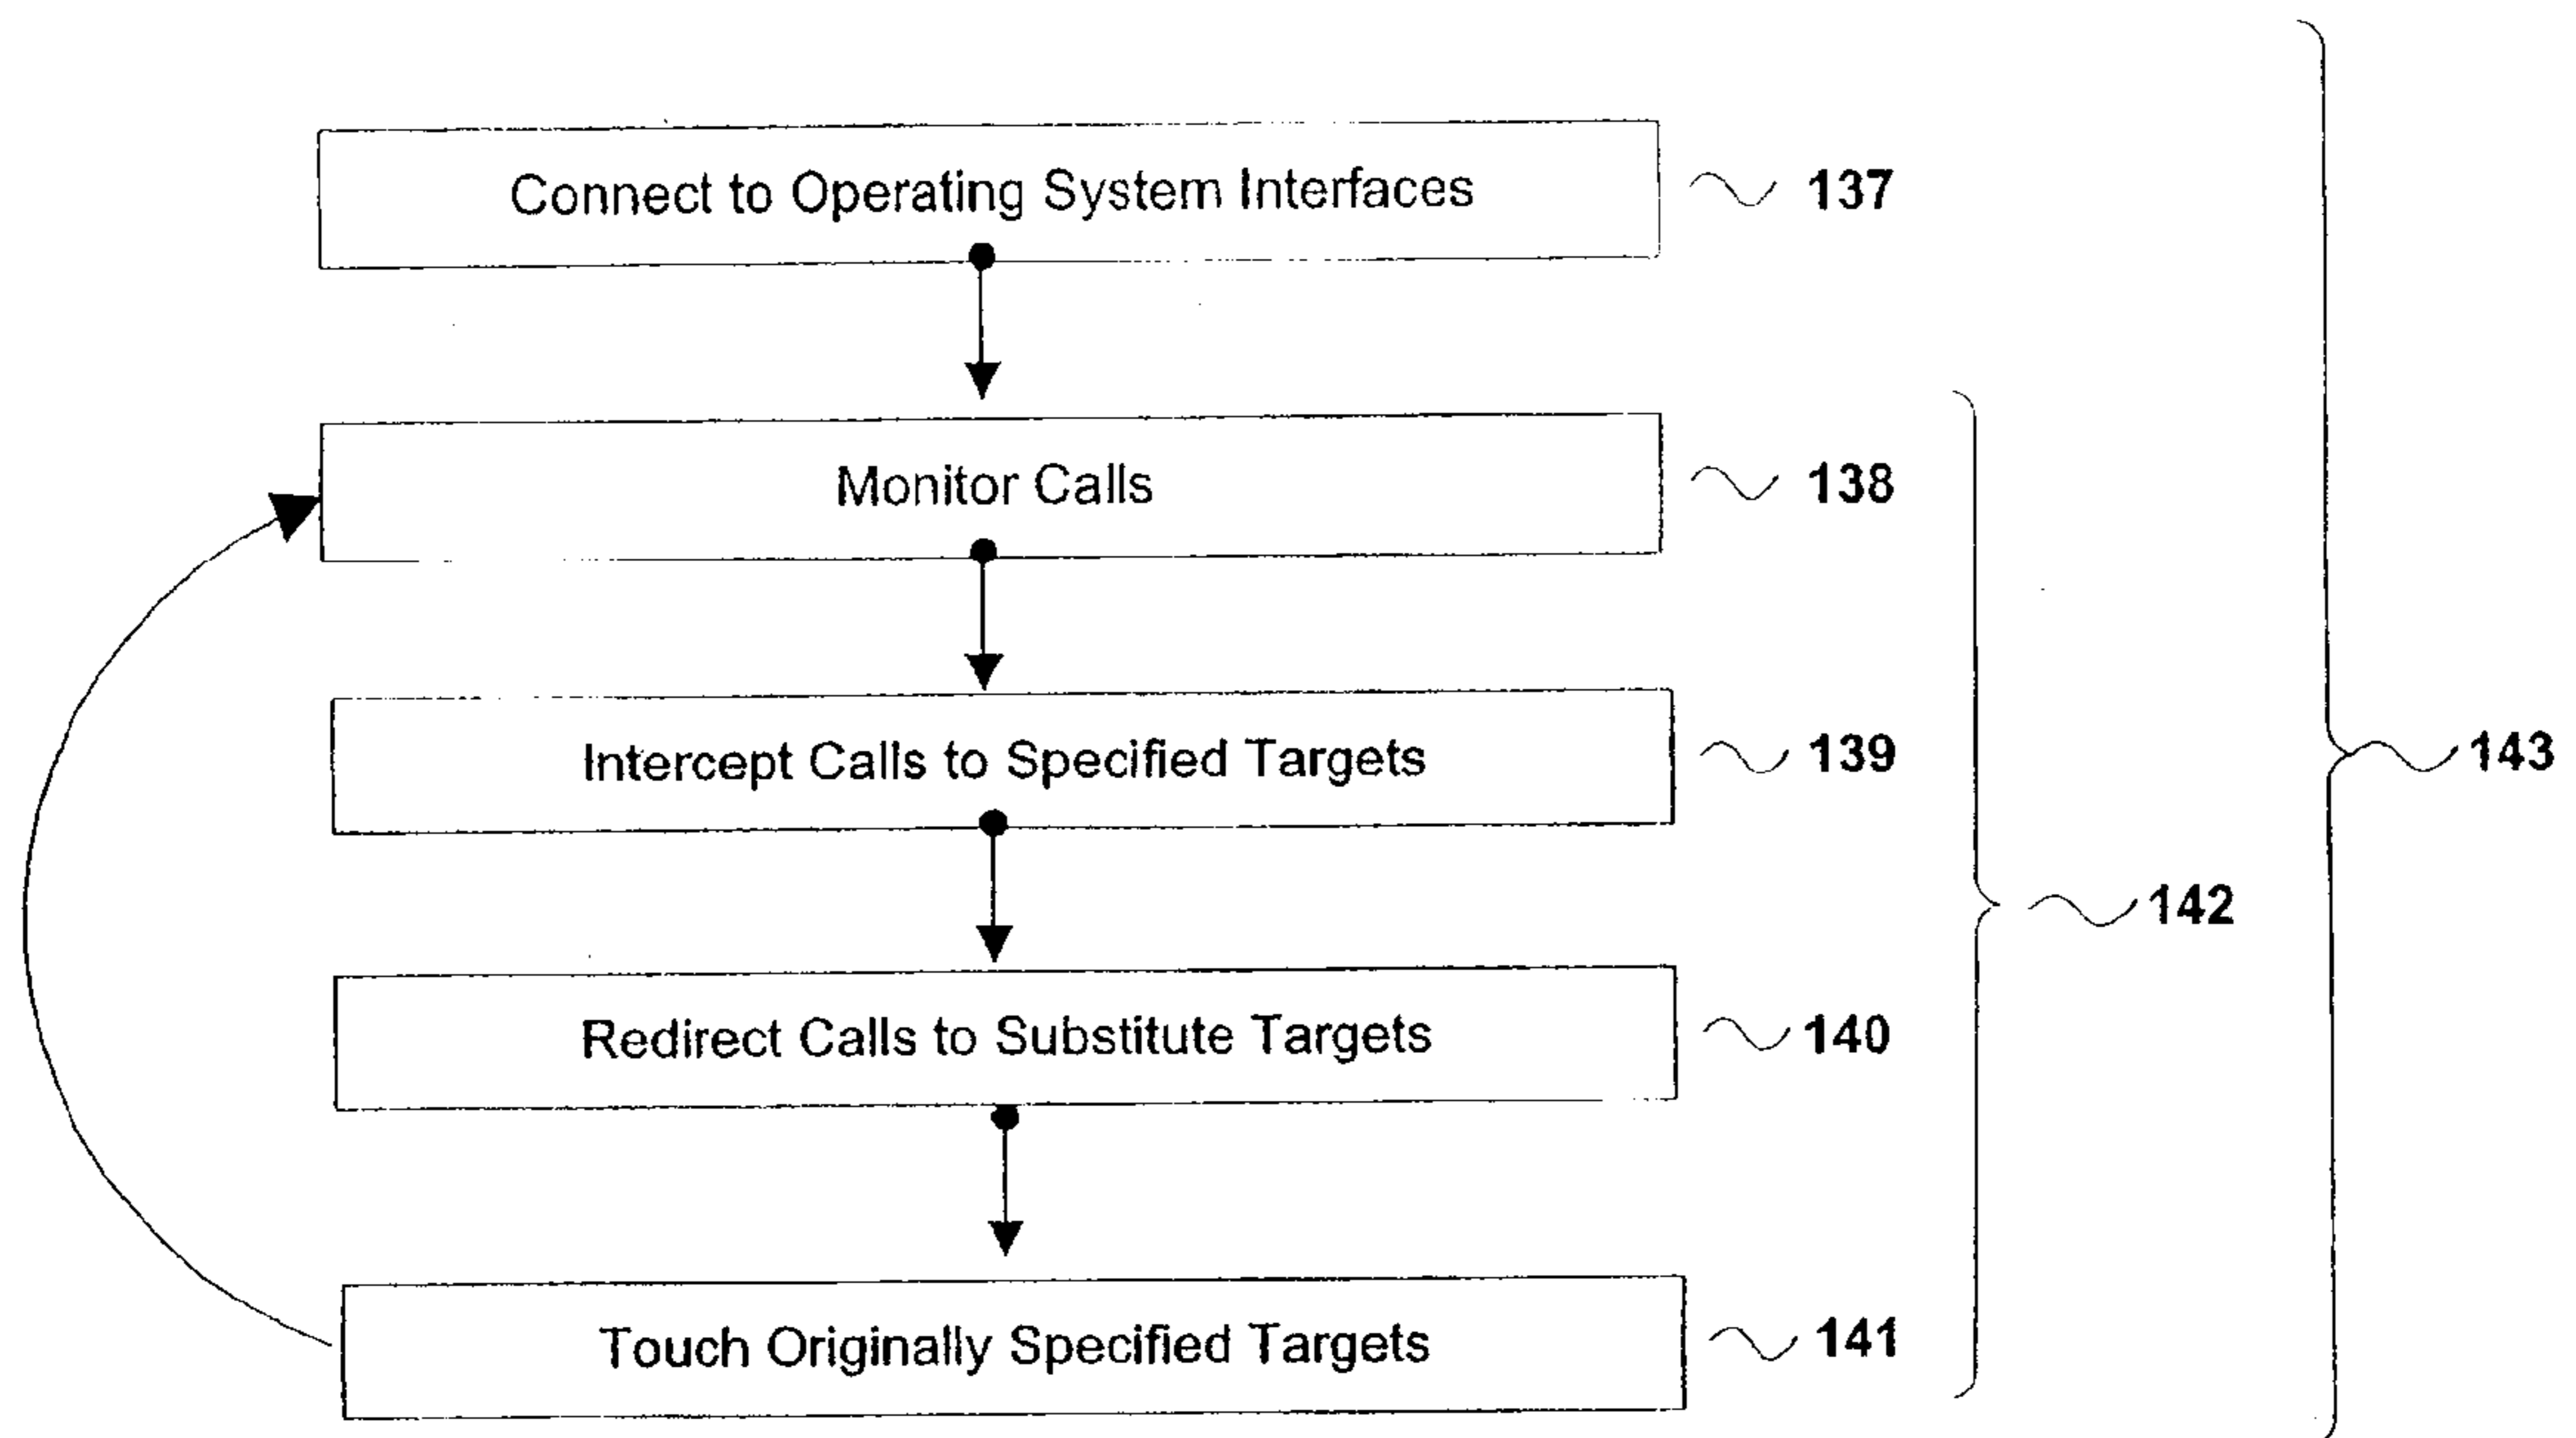 Connect to Operating System Interfaces
137
Monitor Calls
138
Intercept Calls to Specified Targets
139
143
142
Redirect Calls to Substitute Targets
140
Touch Originally Specified Targets
141